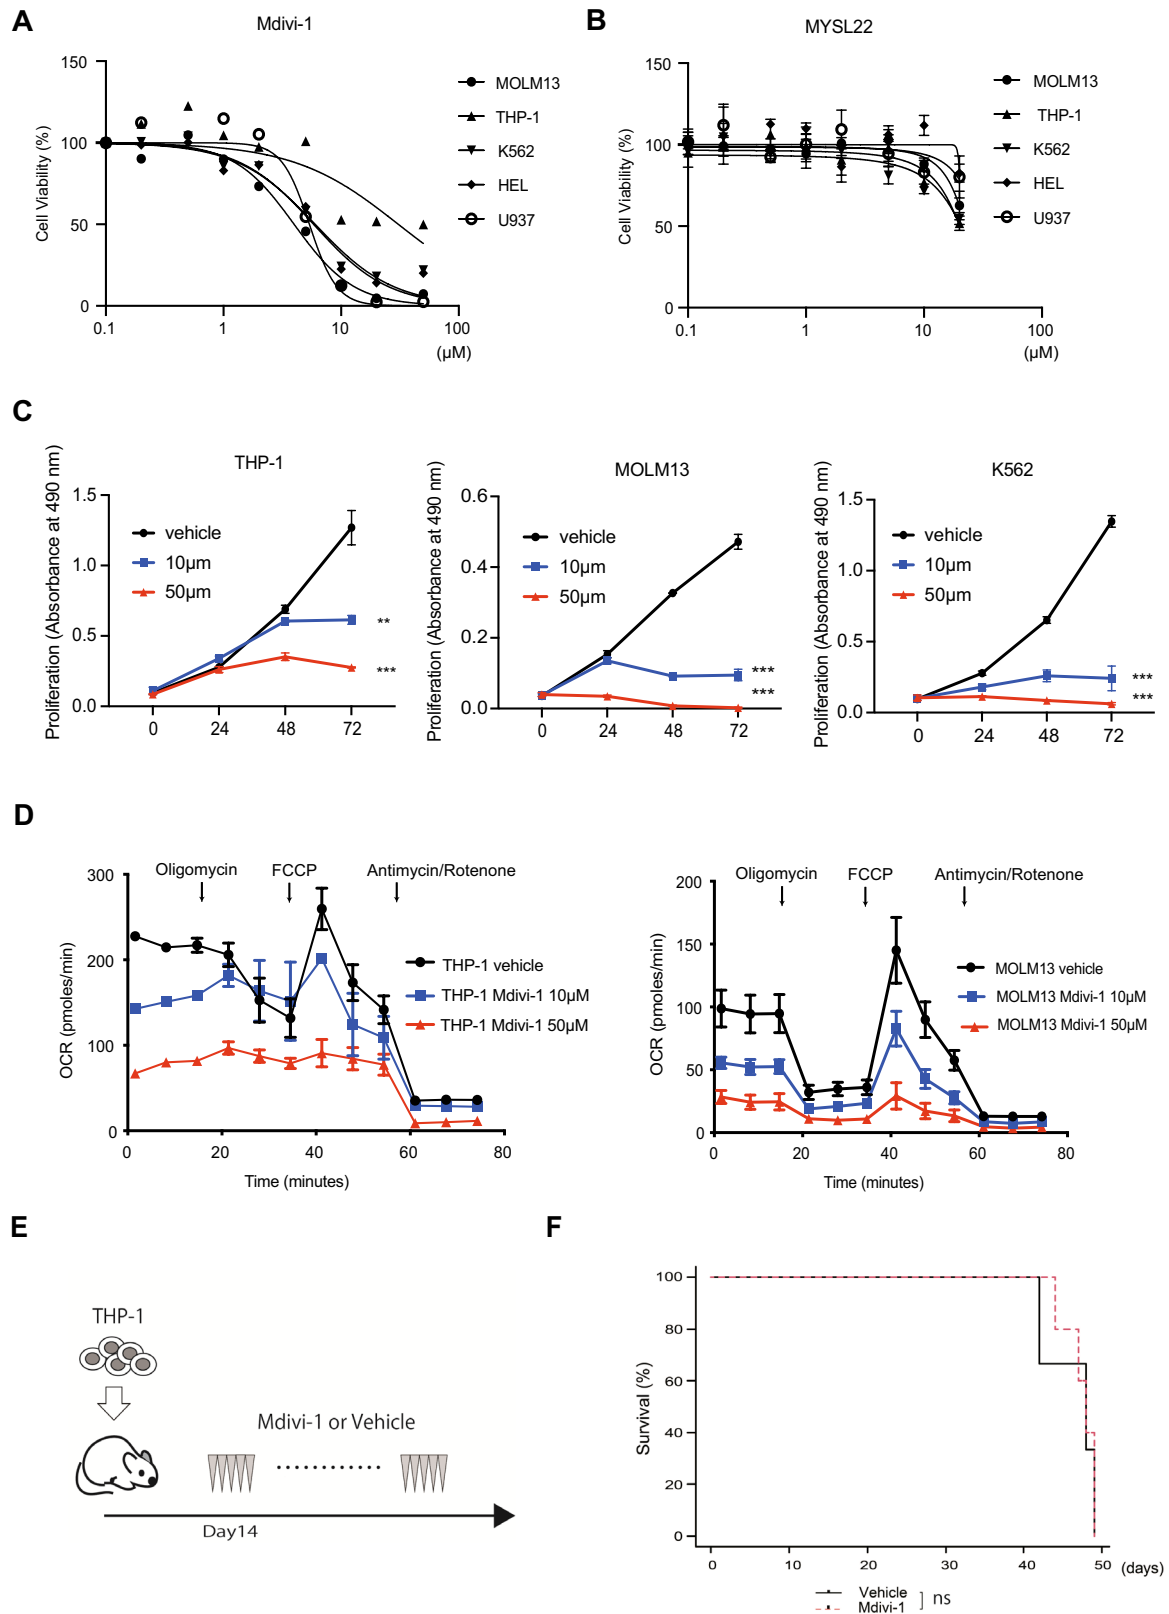 A
Mdivi-1
Cell Viability (%)
150
100
50
0
0.1
1
10
100
(µM)
MOLM13
THP-1
K562
HEL
U937
B
MYSL22
Cell Viability (%)
150
100
50
0
0.1
1
10
100
(µM)
MOLM13
THP-1
K562
HEL
U937
C
THP-1
Proliferation (Absorbance at 490 nm)
1.5
1.0
0.5
0.0
0
24
48
72
vehicle
10µm
50µm
**
***
MOLM13
Proliferation (Absorbance at 490 nm)
0.6
0.4
0.2
0.0
0
24
48
72
vehicle
10µm
50µm
***
***
K562
Proliferation (Absorbance at 490 nm)
1.5
1.0
0.5
0.0
0
24
48
72
vehicle
10µm
50µm
***
***
D
Oligomycin
FCCP
Antimycin/Rotenone
OCR (pmoles/min)
300
200
100
0
0
20
40
60
80
Time (minutes)
THP-1 vehicle
THP-1 Mdivi-1 10µM
THP-1 Mdivi-1 50µM
Oligomycin
FCCP
Antimycin/Rotenone
OCR (pmoles/min)
200
150
100
50
0
0
20
40
60
80
Time (minutes)
MOLM13 vehicle
MOLM13 Mdivi-1 10µM
MOLM13 Mdivi-1 50µM
E
THP-1
Mdivi-1 or Vehicle
Day14
F
Survival (%)
100
80
60
40
20
0
0
10
20
30
40
50
(days)
Vehicle
Mdivi-1
ns